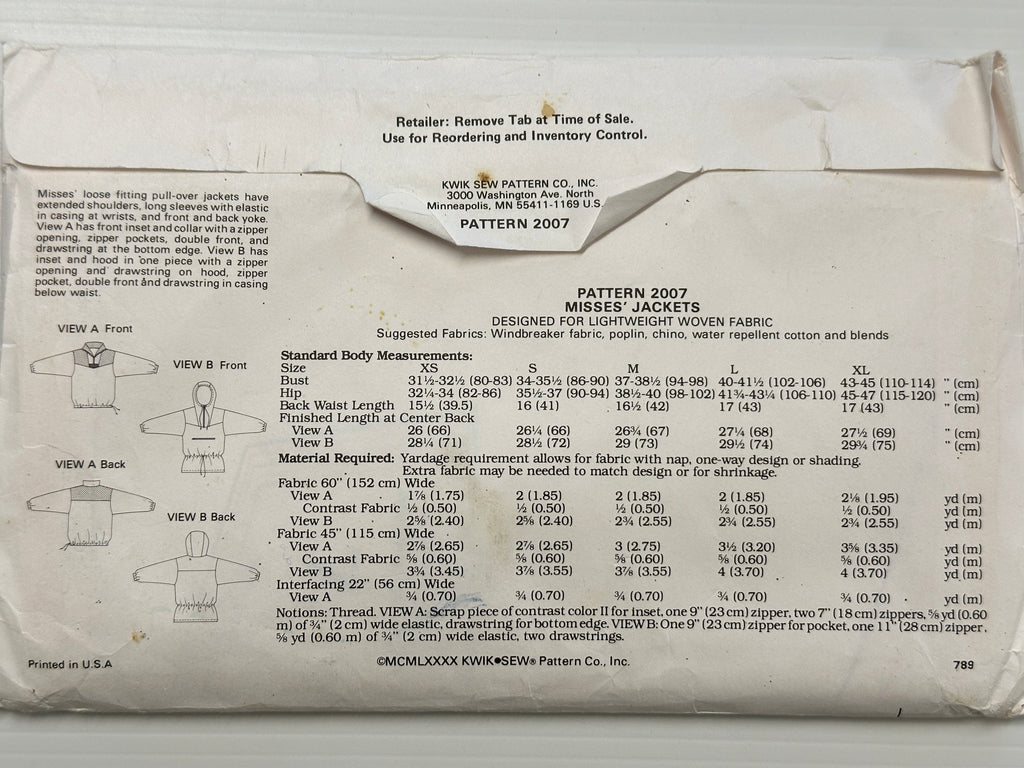 Retailer: Remove Tab at Time of Sale.
Use for Reordering and Inventory Control.
KWIK SEW PATTERN CO., INC.
3000 Washington Ave. North
Minneapolis, MN 55411-1169 U.S.
PATTERN 2007
Misses' loose fitting pull-over jackets have
extended shoulders, long sleeves with elastic
in casing at wrists, and front and back yoke.
View A has front inset and collar with a zipper
opening, zipper pockets, double front, and
drawstring at the bottom edge. View B has
inset and hood in one piece with a zipper
opening and drawstring on hood, zipper
pocket, double front and drawstring in casing
below waist.
VIEW A Front
VIEW B Front
VIEW A Back
VIEW B Back
PATTERN 2007
MISSES' JACKETS
DESIGNED FOR LIGHTWEIGHT WOVEN FABRIC
Suggested Fabrics: Windbreaker fabric, poplin, chino, water repellent cotton and blends
Standard Body Measurements:
Size XS S M L XL
Bust 31½-32½ (80-83) 34-35½ (86-90) 37-38½ (94-98) 40-41½ (102-106) 43-45 (110-114) " (cm)
Hip 32¼-34 (82-86) 35½-37 (90-94) 38½-40 (98-102) 41¾-43¼ (106-110) 45-47 (115-120) " (cm)
Back Waist Length 15½ (39.5) 16 (41) 16½ (42) 17 (43) 17 (43) " (cm)
Finished Length at Center Back
View A 26 (66) 26¼ (66) 26¾ (67) 27¼ (68) 27½ (69) " (cm)
View B 28¼ (71) 28½ (72) 29 (73) 29½ (74) 29¾ (75) " (cm)
Material Required: Yardage requirement allows for fabric with nap, one-way design or shading.
Extra fabric may be needed to match design or for shrinkage.
Fabric 60" (152 cm) Wide
View A 1⅞ (1.75) 2 (1.85) 2 (1.85) 2 (1.85) 2⅛ (1.95) yd (m)
Contrast Fabric ½ (0.50) ½ (0.50) ½ (0.50) ½ (0.50) ½ (0.50) yd (m)
View B 2⅝ (2.40) 2⅝ (2.40) 2¾ (2.55) 2¾ (2.55) 2¾ (2.55) yd (m)
Fabric 45" (115 cm) Wide
View A 2⅞ (2.65) 2⅞ (2.65) 3 (2.75) 3½ (3.20) 3⅝ (3.35) yd (m)
Contrast Fabric ⅝ (0.60) ⅝ (0.60) ⅝ (0.60) ⅝ (0.60) ⅝ (0.60) yd (m)
View B 3¾ (3.45) 3⅞ (3.55) 3⅞ (3.55) 4 (3.70) 4 (3.70) yd (m)
Interfacing 22" (56 cm) Wide
View A ¾ (0.70) ¾ (0.70) ¾ (0.70) ¾ (0.70) ¾ (0.70) yd (m)
Notions: Thread. VIEW A: Scrap piece of contrast color II for inset, one 9" (23 cm) zipper, two 7" (18 cm) zippers, ⅝ yd (0.60
m) of ¾" (2 cm) wide elastic, drawstring for bottom edge. VIEW B: One 9" (23 cm) zipper for pocket, one 11" (28 cm) zipper,
⅝ yd (0.60 m) of ¾" (2 cm) wide elastic, two drawstrings.
Printed in U.S.A
©MCMLXXXX KWIK•SEW® Pattern Co., Inc.
789